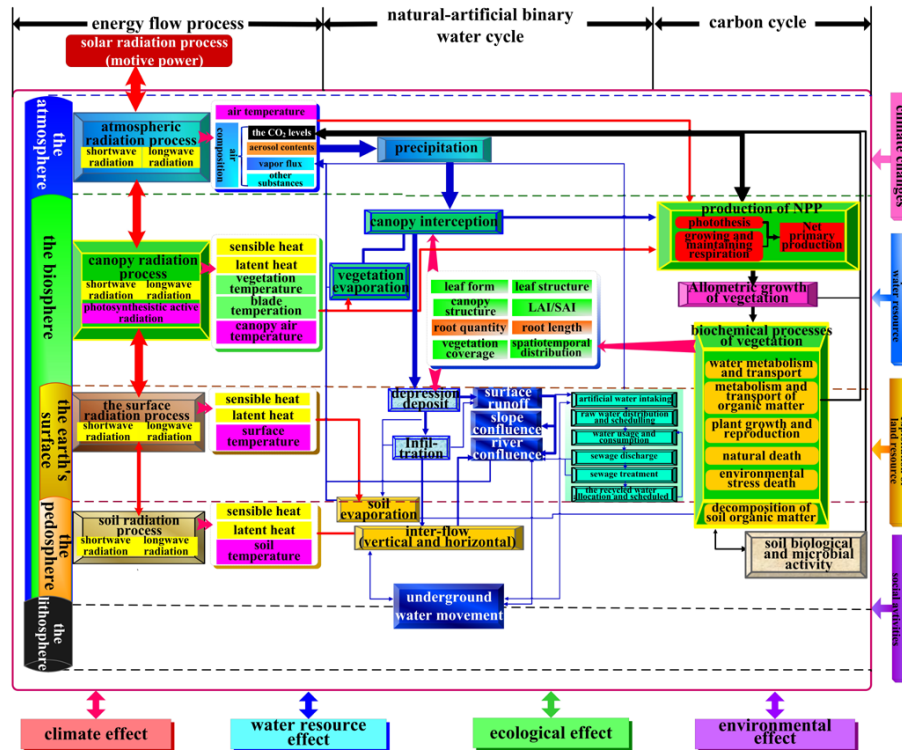 energy flow process
natural-artificial binary
water cycle
carbon cycle
solar radiation process
(motive power)
the
atmosphere
atmospheric
radiation process
shortwave
radiation
longwave
radiation
air temperature
air
composition
the CO₂ levels
aerosol contents
vapor flux
other
substances
precipitation
climate changes
the biosphere
canopy radiation
process
shortwave
radiation
longwave
radiation
photosynthesistic active
radiation
sensible heat
latent heat
vegetation
temperature
blade
temperation
canopy air
temperature
canopy interception
vegetation
evaporation
leaf form
leaf structure
canopy
structure
LAI/SAI
root quantity
root length
vegetation
coverage
spatiotemporal
distribution
production of NPP
photothesis
growing and
maintaining
respiration
Net
primary
production
Allometric growth
of vegetation
biochemical processes
of vegetation
water metabolism
and transport
metabolism and
transport of
organic matter
plant growth and
reproduction
natural death
environmental
stress death
decomposition of
soil organic matter
soil biological
and microbial
activity
water resource
the earth's
surface
the surface
radiation process
shortwave
radiation
longwave
radiation
sensible heat
latent heat
surface
temperature
depression
deposit
Infil-
tration
surface
runoff
slope
confluence
river
confluence
artificial water intaking
raw water distribution
and schedulling
water usage and
consumption
sewage discharge
sewage treatment
the recycled water
allocation and scheduled
land resource
the
pedosphere
soil radiation
process
shortwave
radiation
longwave
radiation
sensible heat
latent heat
soil
temperature
soil
evaporation
inter-flow
(vertical and horizontal)
underground
water movement
the
lithosphere
social activities
climate effect
water resource
effect
ecological effect
environmental
effect